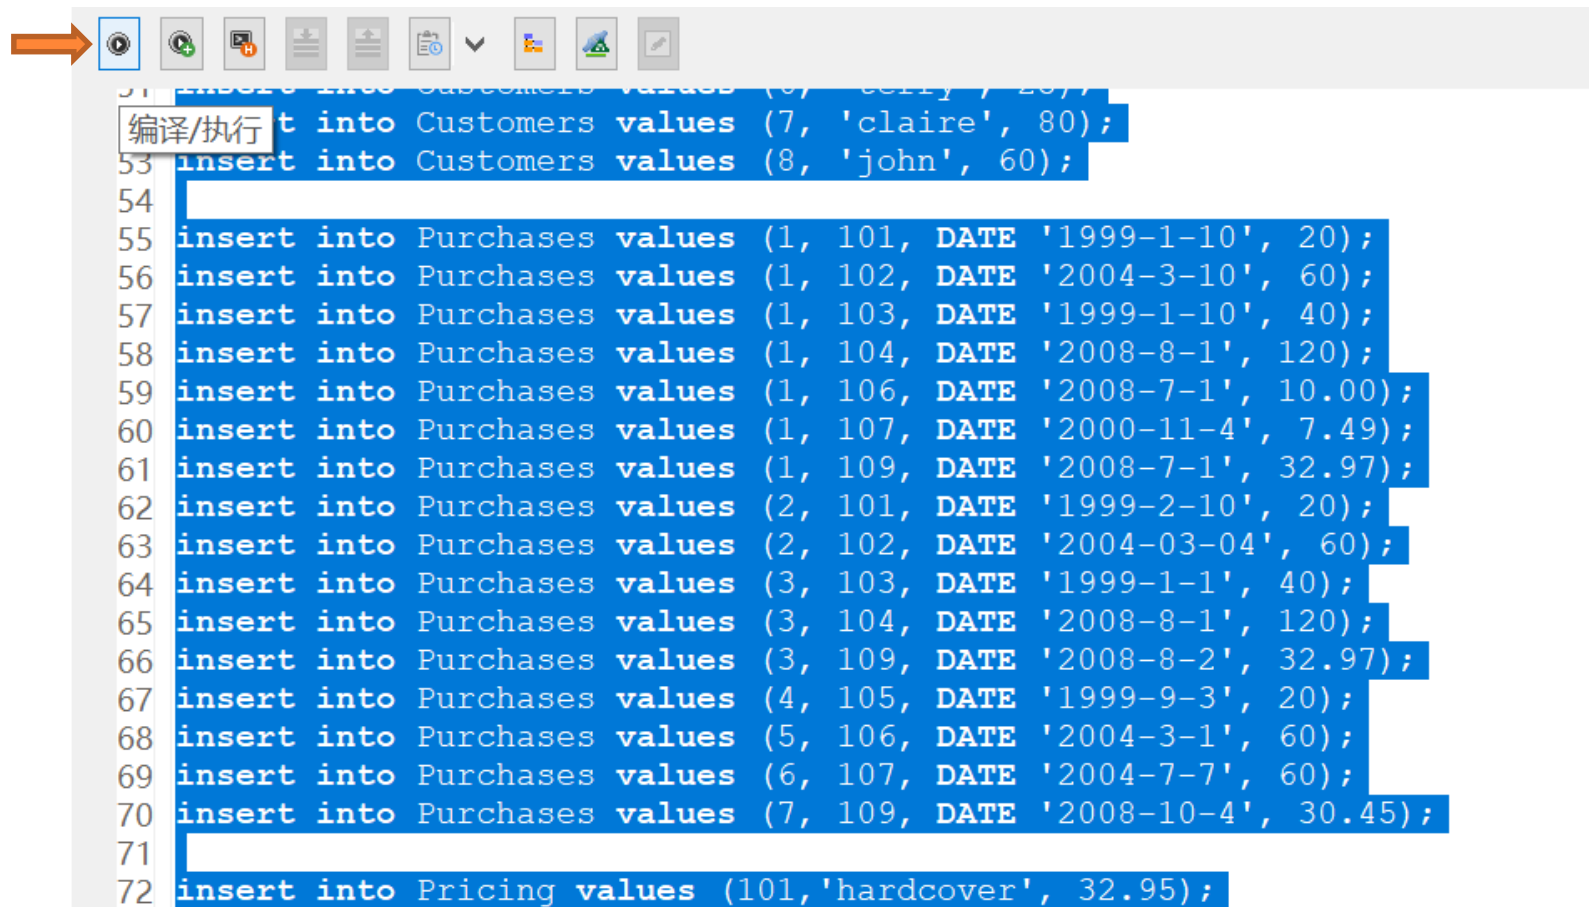 51 insert into Customers values (6, 'terry', 20);
编译/执行 t into Customers values (7, 'claire', 80);
53 insert into Customers values (8, 'john', 60);
54
55 insert into Purchases values (1, 101, DATE '1999-1-10', 20);
56 insert into Purchases values (1, 102, DATE '2004-3-10', 60);
57 insert into Purchases values (1, 103, DATE '1999-1-10', 40);
58 insert into Purchases values (1, 104, DATE '2008-8-1', 120);
59 insert into Purchases values (1, 106, DATE '2008-7-1', 10.00);
60 insert into Purchases values (1, 107, DATE '2000-11-4', 7.49);
61 insert into Purchases values (1, 109, DATE '2008-7-1', 32.97);
62 insert into Purchases values (2, 101, DATE '1999-2-10', 20);
63 insert into Purchases values (2, 102, DATE '2004-03-04', 60);
64 insert into Purchases values (3, 103, DATE '1999-1-1', 40);
65 insert into Purchases values (3, 104, DATE '2008-8-1', 120);
66 insert into Purchases values (3, 109, DATE '2008-8-2', 32.97);
67 insert into Purchases values (4, 105, DATE '1999-9-3', 20);
68 insert into Purchases values (5, 106, DATE '2004-3-1', 60);
69 insert into Purchases values (6, 107, DATE '2004-7-7', 60);
70 insert into Purchases values (7, 109, DATE '2008-10-4', 30.45);
71
72 insert into Pricing values (101,'hardcover', 32.95);